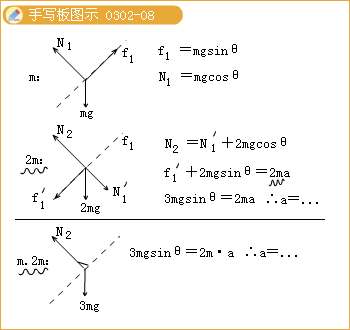 手写板图示 0302-08
N₁
f₁
m:
mg
f₁ ＝mgsinθ
N₁ ＝mgcosθ
N₂
f₁
2m:
f₁′
2mg
N₁′
N₂ ＝N₁′＋2mgcosθ
f₁′＋2mgsinθ＝2ma
3mgsinθ＝2ma ∴a＝...
N₂
m.2m:
3mg
3mgsinθ＝2m·a ∴a＝...